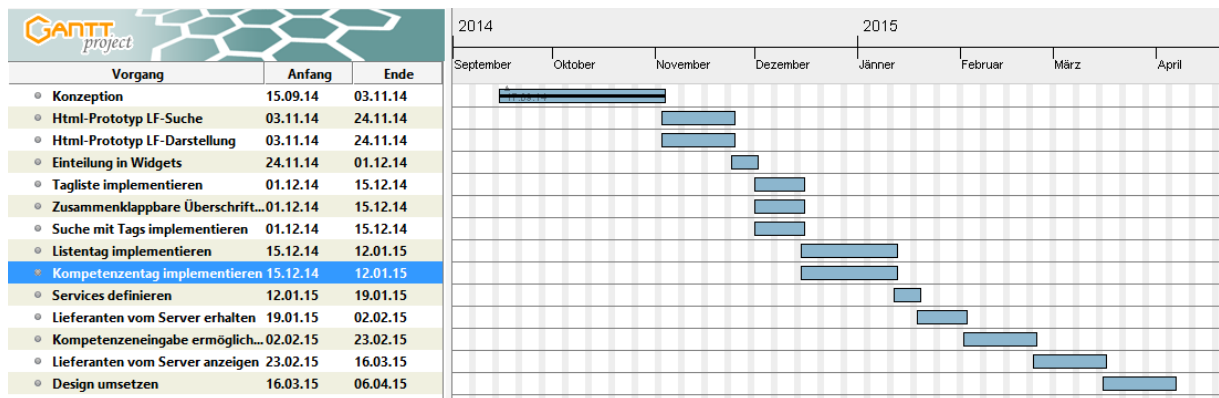 GANTT
project
2014 2015
September Oktober November Dezember Jänner Februar März April
Vorgang Anfang Ende
Konzeption 15.09.14 03.11.14
17.09.14
Html-Prototyp LF-Suche 03.11.14 24.11.14
Html-Prototyp LF-Darstellung 03.11.14 24.11.14
Einteilung in Widgets 24.11.14 01.12.14
Tagliste implementieren 01.12.14 15.12.14
Zusammenklappbare Überschrift... 01.12.14 15.12.14
Suche mit Tags implementieren 01.12.14 15.12.14
Listentag implementieren 15.12.14 12.01.15
Kompetenzentag implementieren 15.12.14 12.01.15
Services definieren 12.01.15 19.01.15
Lieferanten vom Server erhalten 19.01.15 02.02.15
Kompetenzeneingabe ermöglich... 02.02.15 23.02.15
Lieferanten vom Server anzeigen 23.02.15 16.03.15
Design umsetzen 16.03.15 06.04.15